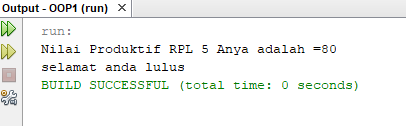 Output - OOP1 (run) ×
run:
Nilai Produktif RPL 5 Anya adalah =80
selamat anda lulus
BUILD SUCCESSFUL (total time: 0 seconds)